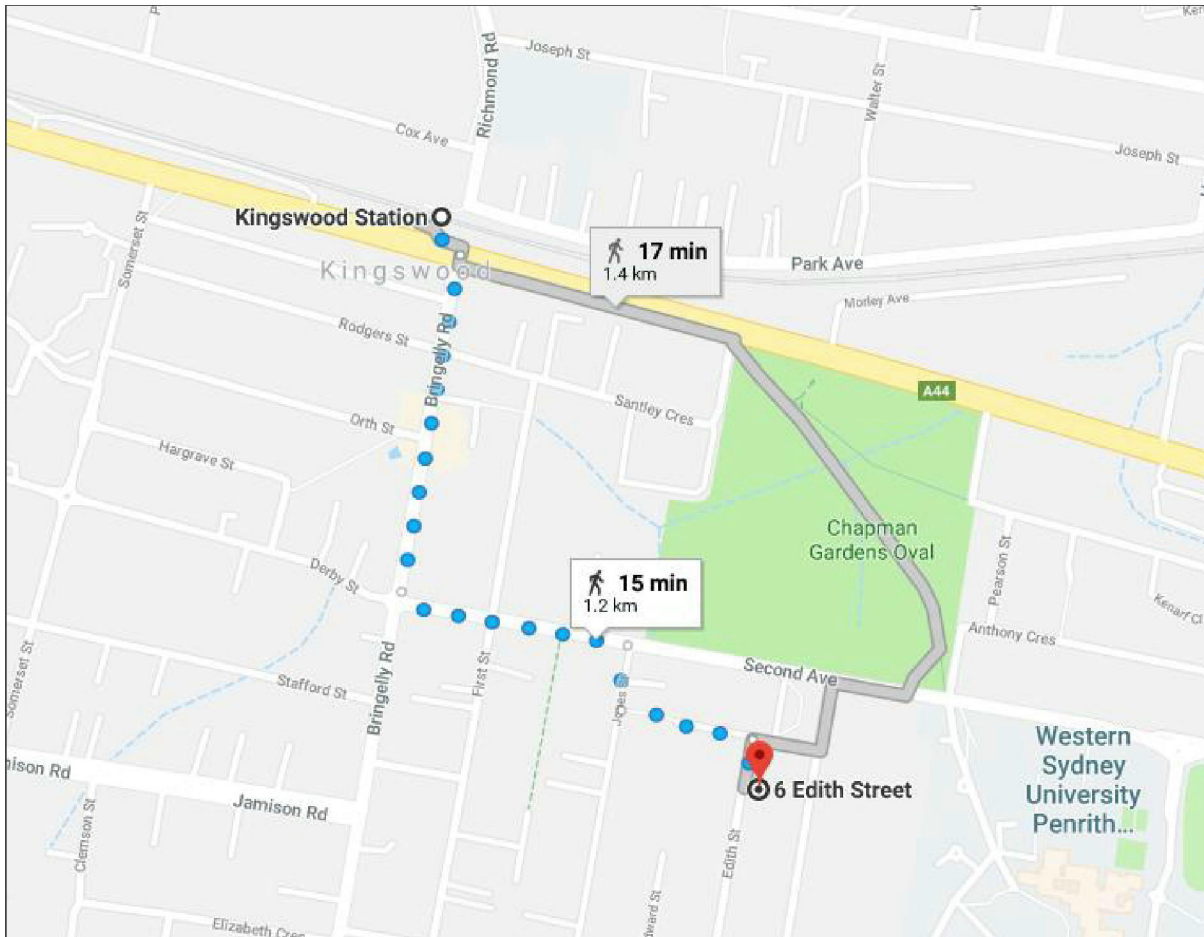 Joseph St
Richmond Rd
Walter St
Cox Ave
Joseph St
Kingswood Station
Somerset St
Kingswood
17 min
1.4 km
Park Ave
Morley Ave
Rodgers St
Bringelly Rd
A44
Santley Cres
Orth St
Hargrave St
Chapman
Gardens Oval
Pearson St
Derby St
15 min
1.2 km
Kenarf Cl
Anthony Cres
Somerset St
Stafford St
Bringelly Rd
First St
Second Ave
Western
Sydney
University
Penrith...
nison Rd
Jamison Rd
6 Edith Street
Clemson St
Edith St
dward St
Elizabeth Cres